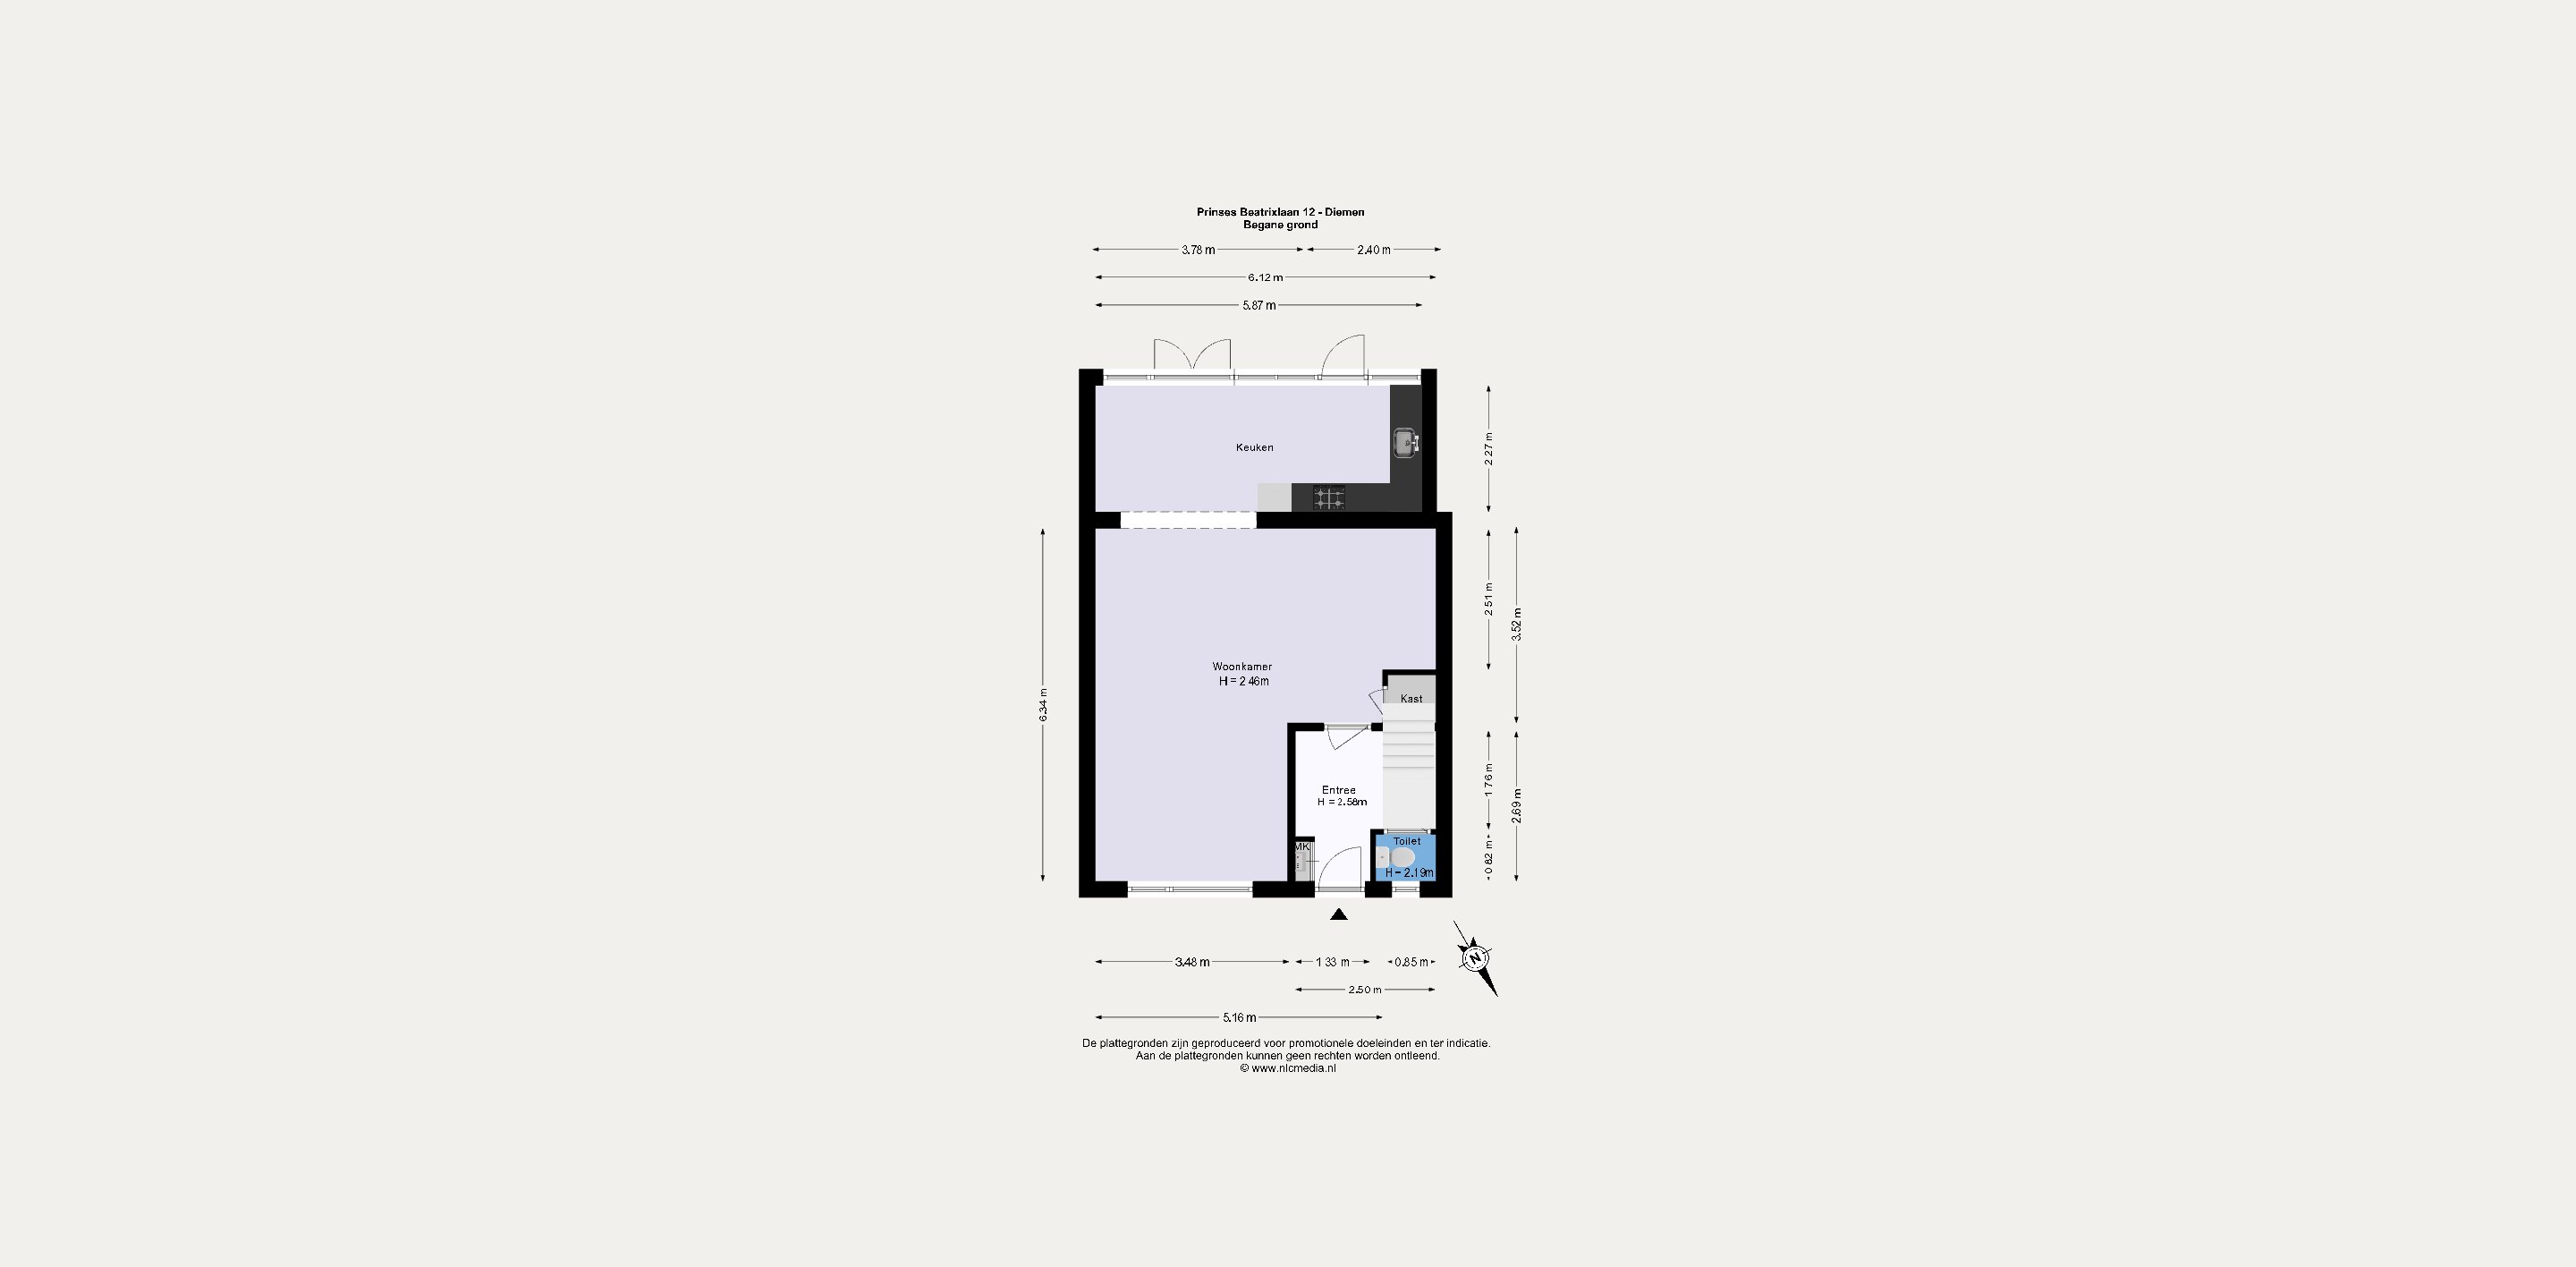 Prinses Beatrixlaan 12 - Diemen
Begane grond
3.78 m
2.40 m
6.12 m
5.87 m
Keuken
2.27 m
2.51 m
3.52 m
Woonkamer
H = 2.46m
6.34 m
Kast
1.76 m
2.69 m
Entree
H = 2.58m
MK
Toilet
H = 2.19m
0.82 m
N
3.48 m
1.33 m
0.85 m
2.50 m
5.16 m
De plattegronden zijn geproduceerd voor promotionele doeleinden en ter indicatie.
Aan de plattegronden kunnen geen rechten worden ontleend.
© www.nlcmedia.nl